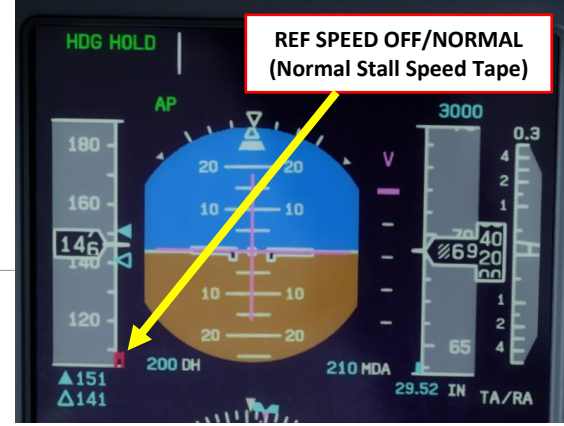 HDG HOLD
REF SPEED OFF/NORMAL
(Normal Stall Speed Tape)
AP
3000
180
160
146
140
120
20 20
10 10
10 10
20 20
V
0.3
4
2
1
1
2
4
70
69
40
20
00
65
200 DH
210 MDA
151
141
29.52 IN
TA/RA